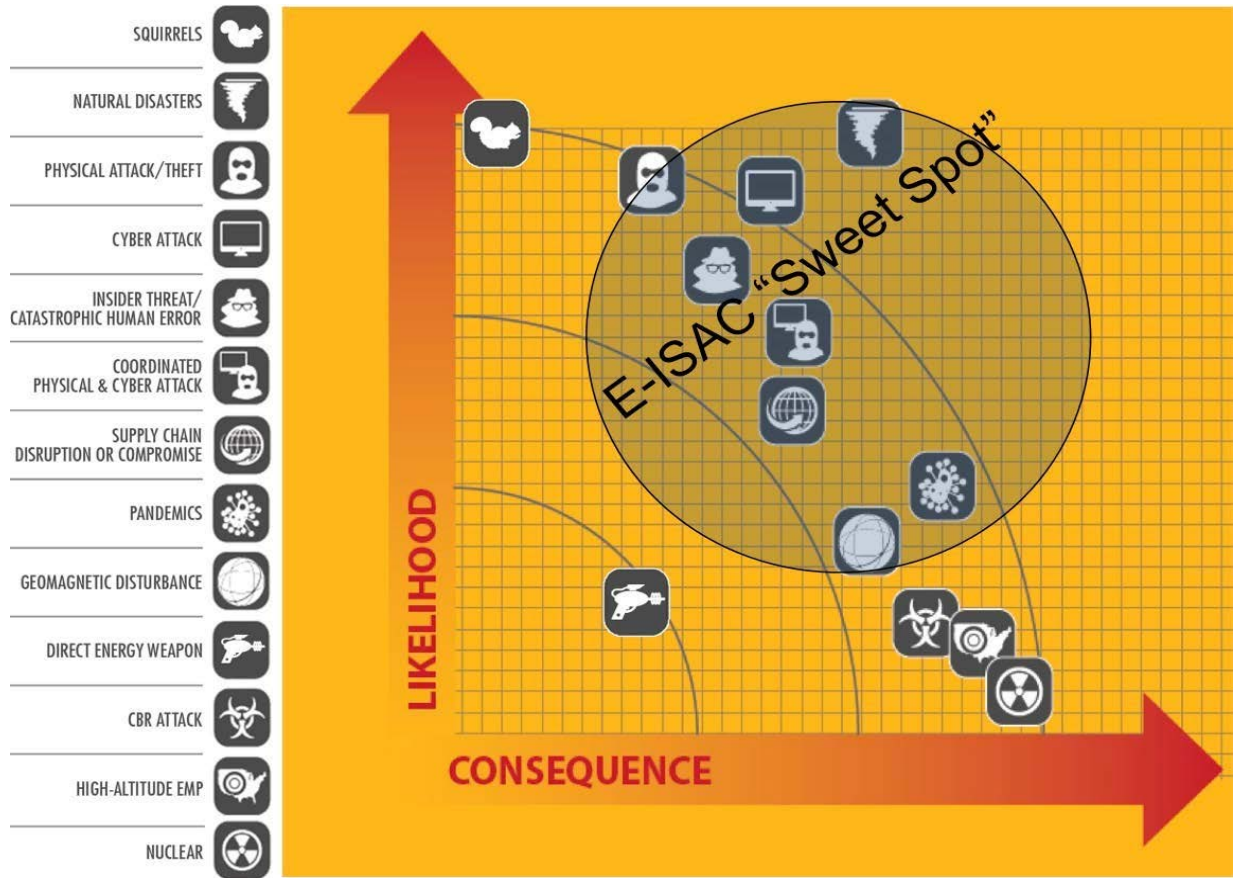 SQUIRRELS
NATURAL DISASTERS
PHYSICAL ATTACK/THEFT
CYBER ATTACK
INSIDER THREAT/
CATASTROPHIC HUMAN ERROR
COORDINATED
PHYSICAL & CYBER ATTACK
SUPPLY CHAIN
DISRUPTION OR COMPROMISE
PANDEMICS
GEOMAGNETIC DISTURBANCE
DIRECT ENERGY WEAPON
CBR ATTACK
HIGH-ALTITUDE EMP
NUCLEAR
LIKELIHOOD
E-ISAC “Sweet Spot”
CONSEQUENCE